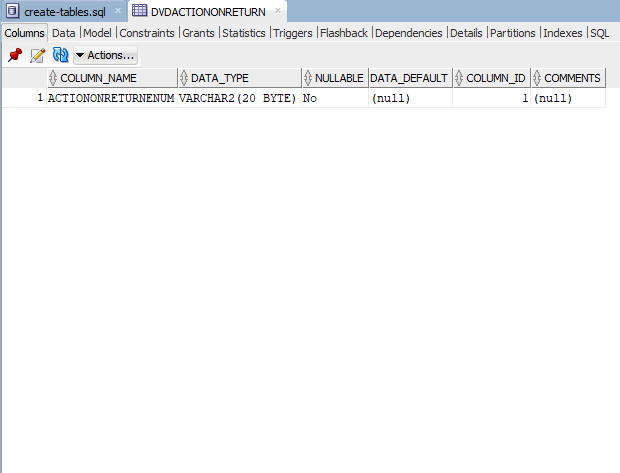 create-tables.sql × DVDACTIONONRETURN ×
Columns Data Model Constraints Grants Statistics Triggers Flashback Dependencies Details Partitions Indexes SQL
Actions...
COLUMN_NAME DATA_TYPE NULLABLE DATA_DEFAULT COLUMN_ID COMMENTS
1 ACTIONONRETURNENUM VARCHAR2(20 BYTE) No (null) 1 (null)